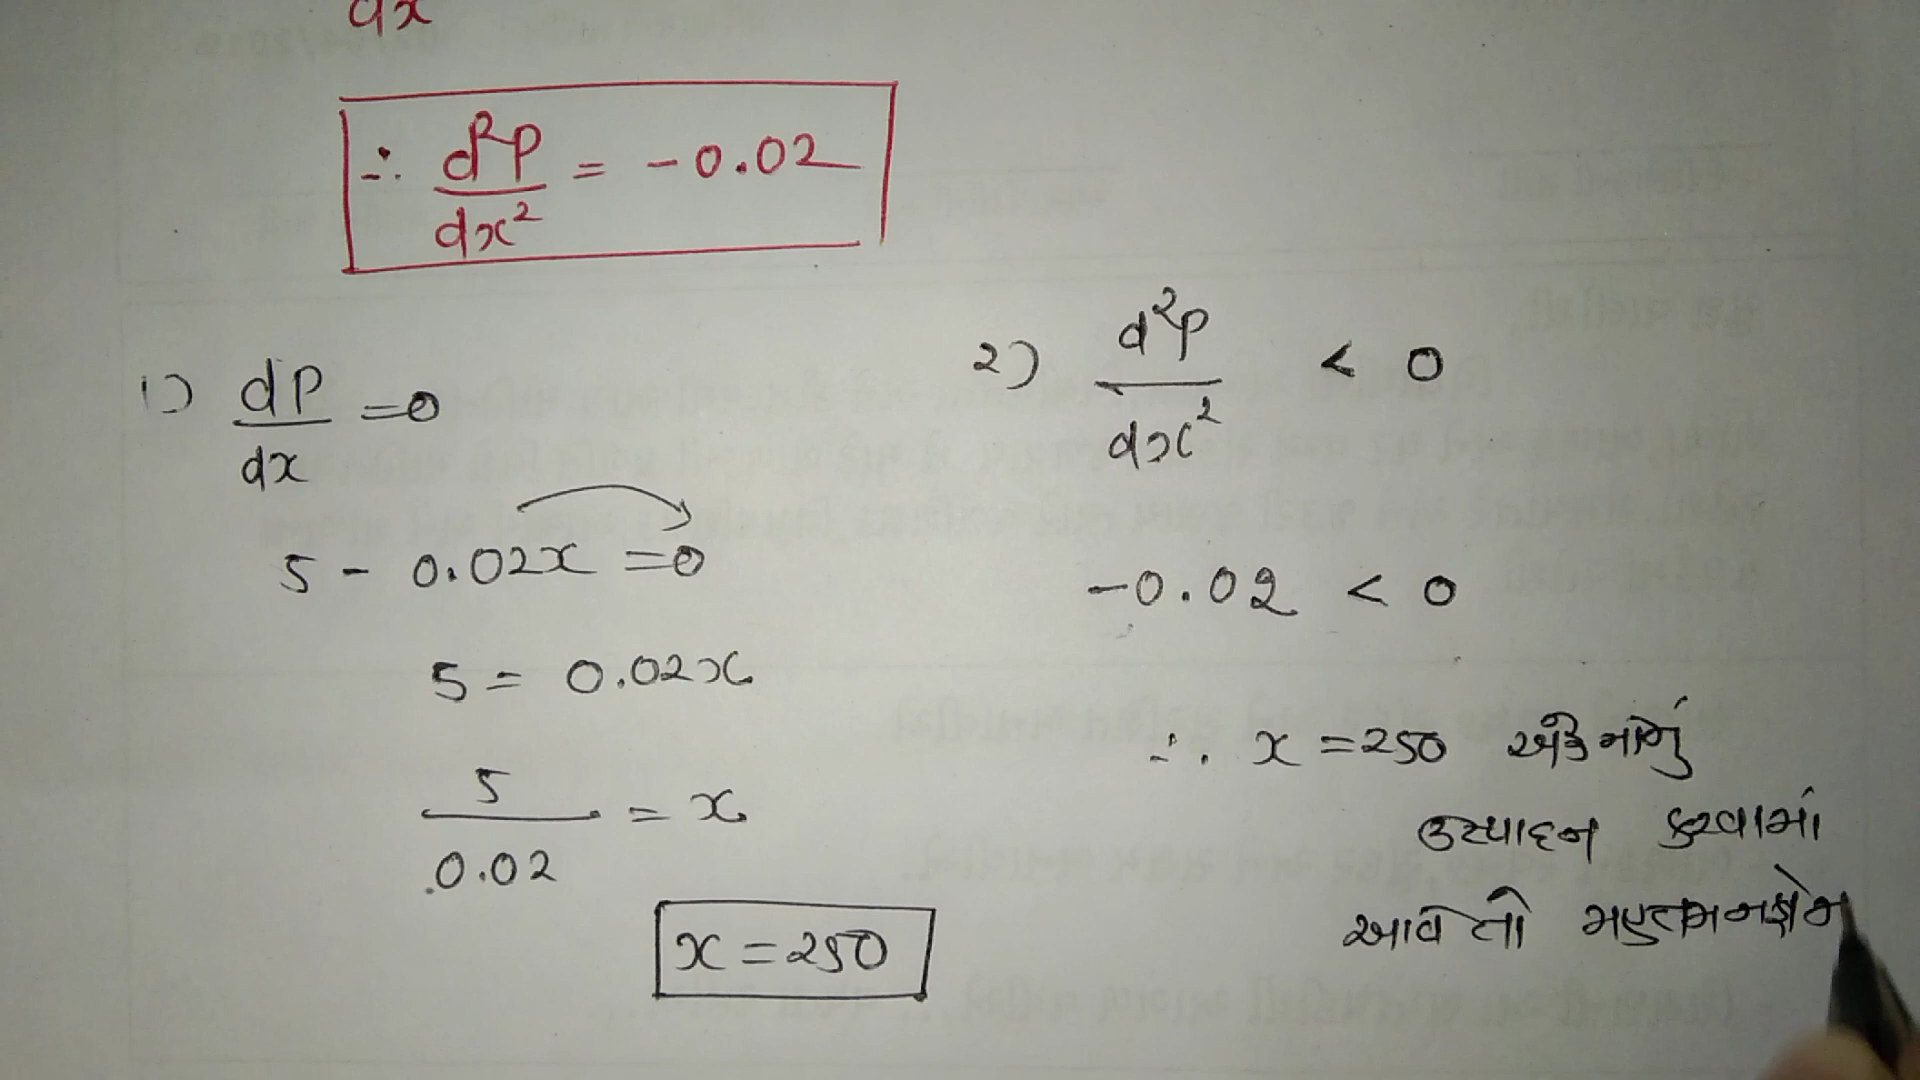 dx
∴ d²P/dx² = -0.02
1) dP/dx = 0
5 - 0.02x = 0
5 = 0.02x
5/0.02 = x
x = 250
2) d²P/dx² < 0
-0.02 < 0
∴ x = 250
ઉત્પાદન કરવામાં
આવે તો મહત્તમ નફો મ